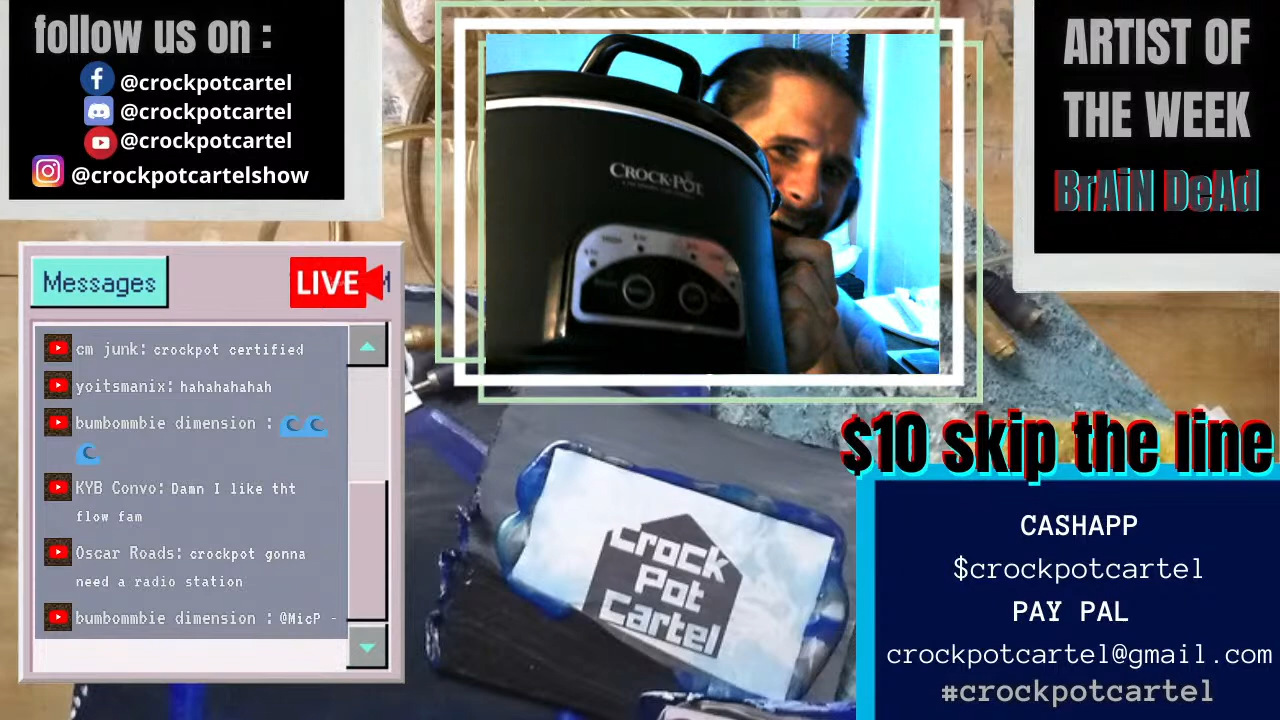 follow us on :
@crockpotcartel
@crockpotcartel
@crockpotcartel
@crockpotcartelshow
CROCK·POT
ARTIST OF
THE WEEK
BrAiN DeAd
Messages
LIVE
cm junk: crockpot certified
yoitsmanix: hahahahahah
bumbommbie dimension :
KYB Convo: Damn I like tht
flow fam
Oscar Roads: crockpot gonna
need a radio station
bumbommbie dimension : @MicP -
Crock
Pot
Cartel
$10 skip the line
CASHAPP
$crockpotcartel
PAY PAL
crockpotcartel@gmail.com
#crockpotcartel